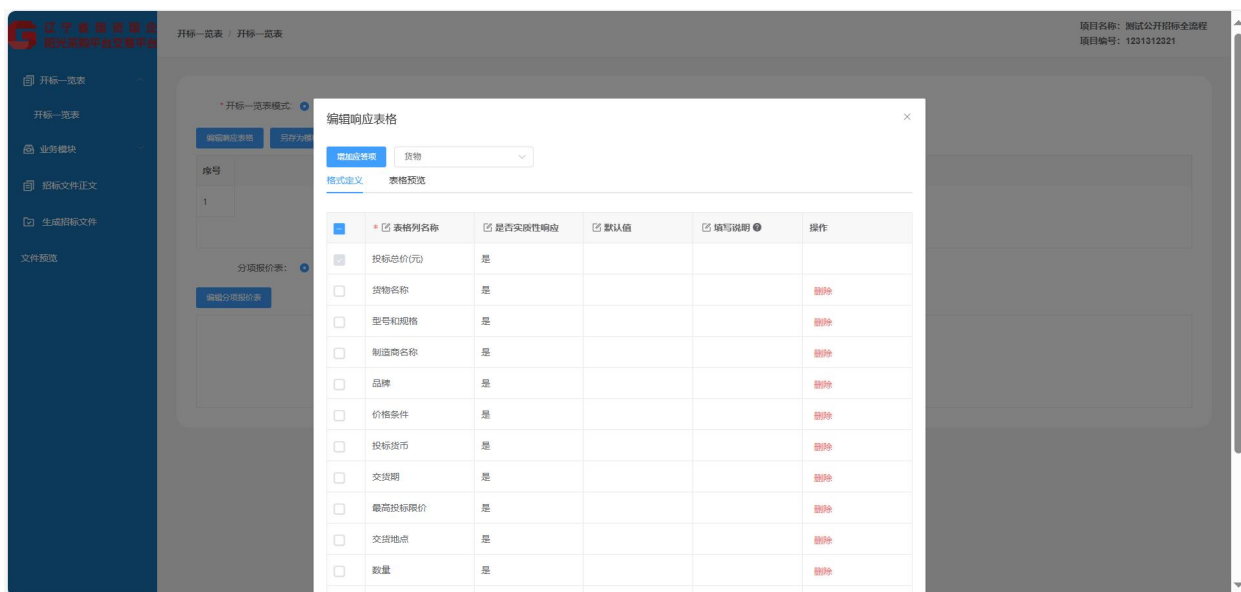 开标一览表 / 开标一览表
项目名称：测试公开招标全流程
项目编号：1231312321
开标一览表
开标一览表
业务模块
招标文件正文
生成招标文件
文件预览
* 开标一览表模式:
编辑响应表格 另存为模
序号
1
分项报价表：
编辑分项报价表
编辑响应表格
增加应答项 货物
格式定义 表格预览
* 表格列名称 是否实质性响应 默认值 填写说明 操作
投标总价(元) 是
货物名称 是 删除
型号和规格 是 删除
制造商名称 是 删除
品牌 是 删除
价格条件 是 删除
投标货币 是 删除
交货期 是 删除
最高投标限价 是 删除
交货地点 是 删除
数量 是 删除